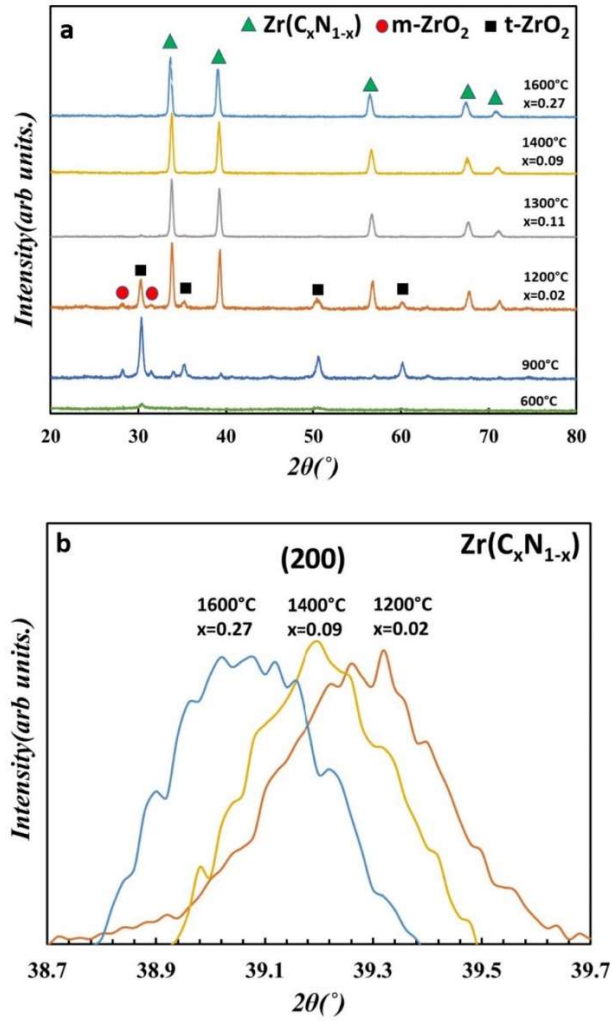 a
Zr(CxN1-x) m-ZrO2 t-ZrO2
1600°C
x=0.27
1400°C
x=0.09
1300°C
x=0.11
1200°C
x=0.02
900°C
600°C
Intensity(arb units.)
20 30 40 50 60 70 80
2θ(°)
b
(200)
Zr(CxN1-x)
1600°C 1400°C 1200°C
x=0.27 x=0.09 x=0.02
Intensity(arb units.)
38.7 38.9 39.1 39.3 39.5 39.7
2θ(°)